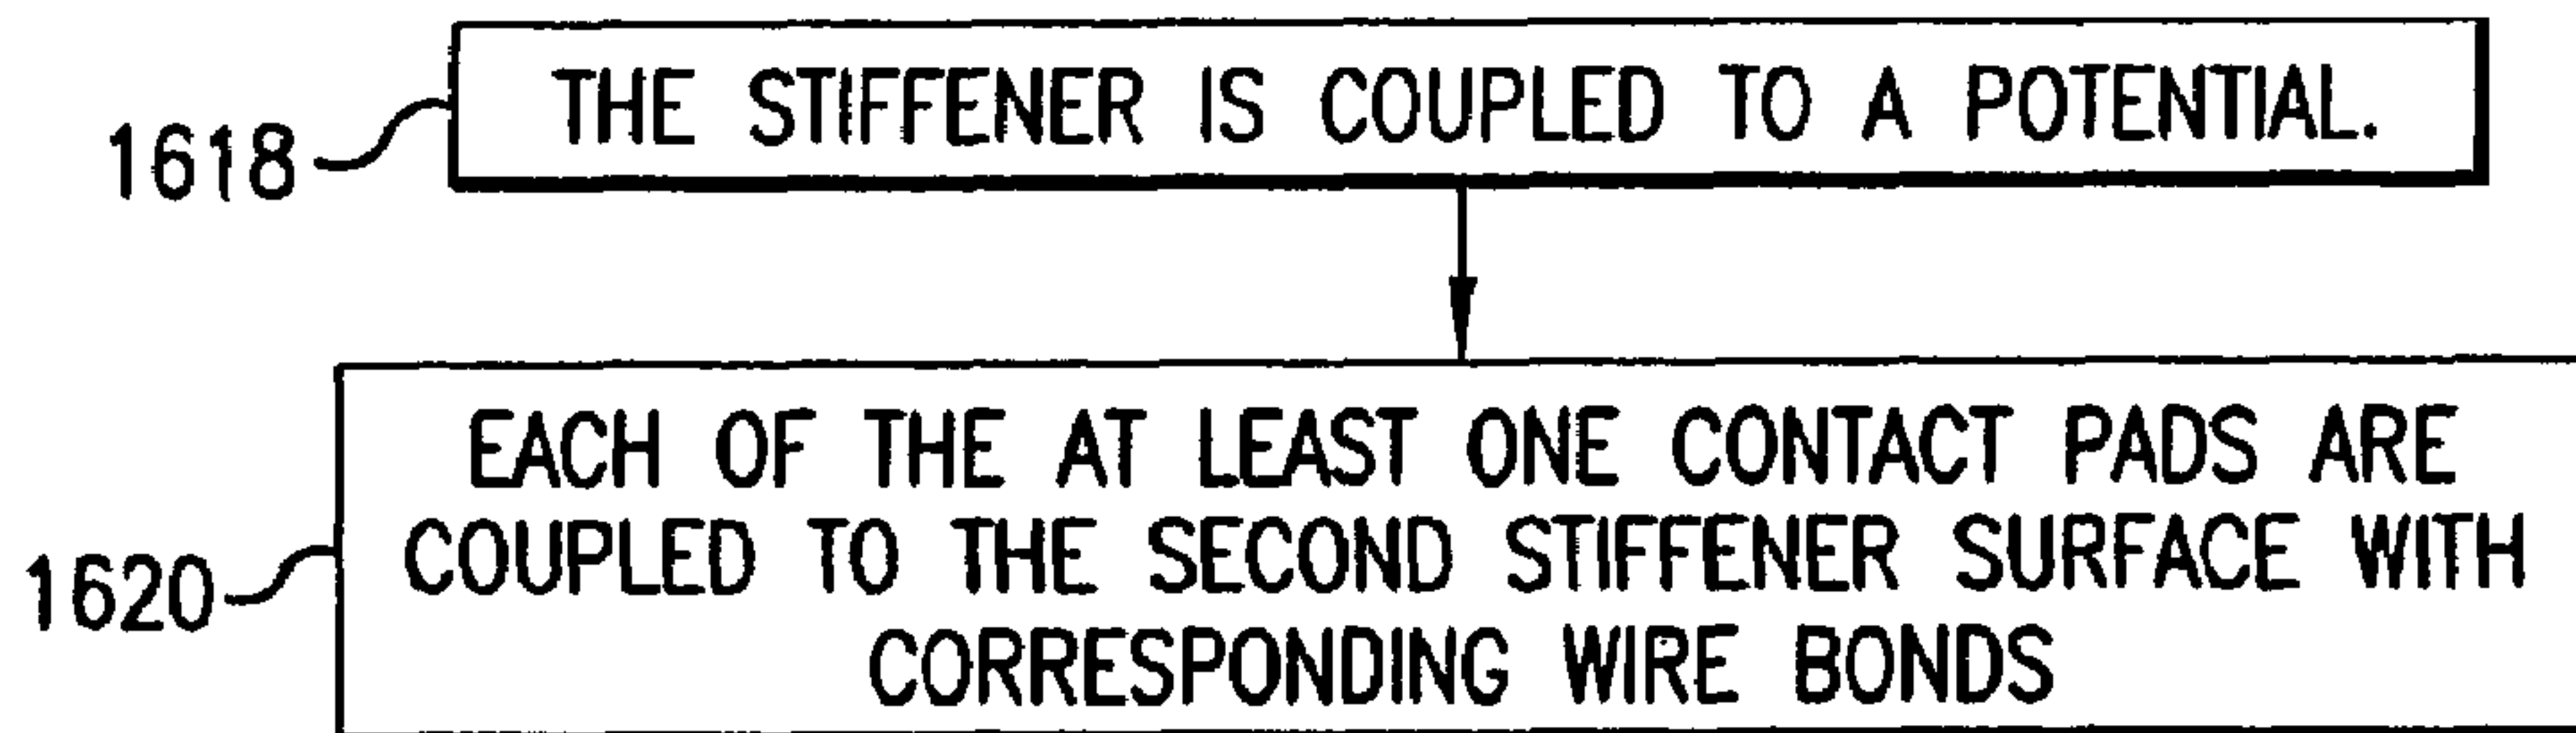 1618
THE STIFFENER IS COUPLED TO A POTENTIAL.
1620
EACH OF THE AT LEAST ONE CONTACT PADS ARE
COUPLED TO THE SECOND STIFFENER SURFACE WITH
CORRESPONDING WIRE BONDS